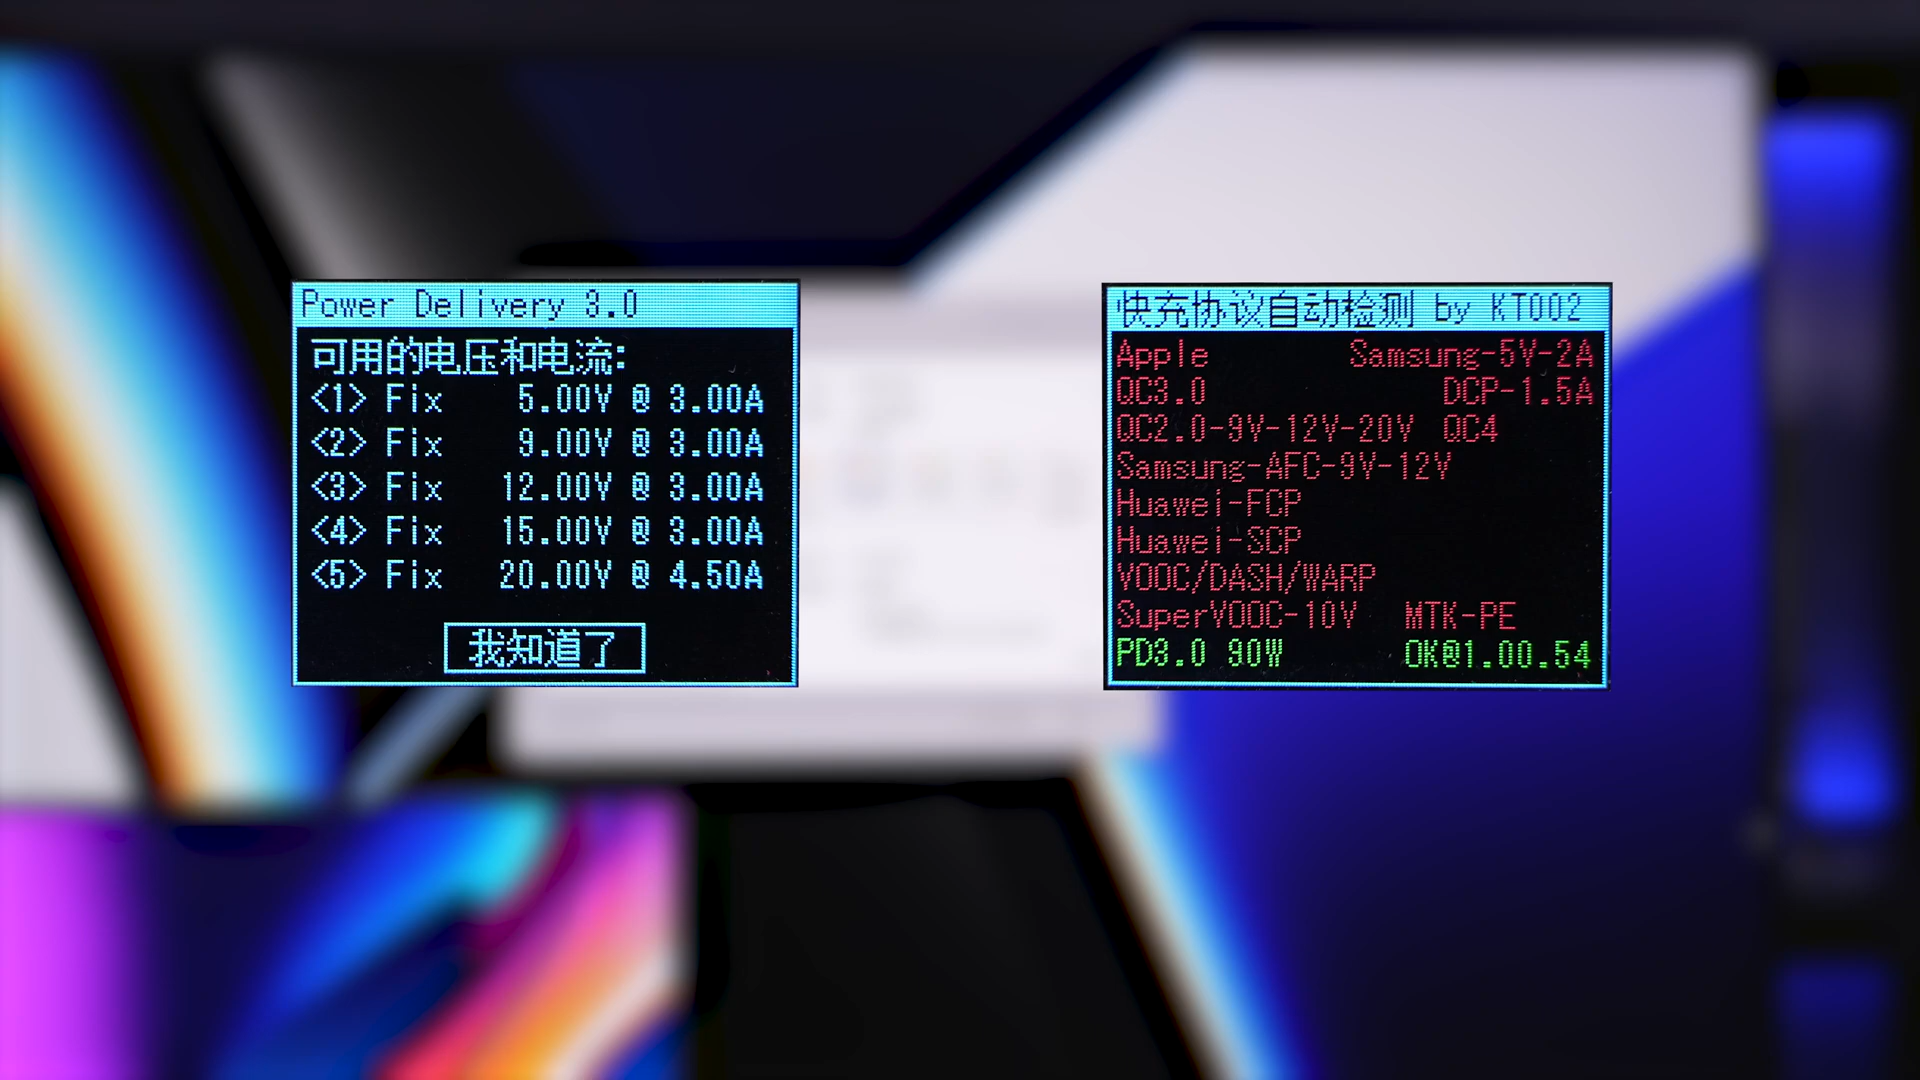 Power Delivery 3.0
可用的电压和电流:
<1> Fix 5.00V @ 3.00A
<2> Fix 9.00V @ 3.00A
<3> Fix 12.00V @ 3.00A
<4> Fix 15.00V @ 3.00A
<5> Fix 20.00V @ 4.50A
我知道了
快充协议自动检测 by KT002
Apple Samsung-5V-2A
QC3.0 DCP-1.5A
QC2.0-9V-12V-20V QC4
Samsung-AFC-9V-12V
Huawei-FCP
Huawei-SCP
VOOC/DASH/WARP
SuperVOOC-10V MTK-PE
PD3.0 90W OK@1.00.54